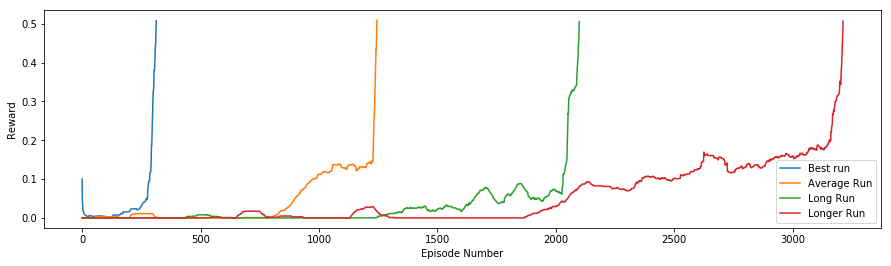 0.5
0.4
0.3
0.2
0.1
0.0
Reward
0
500
1000
1500
2000
2500
3000
Episode Number
Best run
Average Run
Long Run
Longer Run